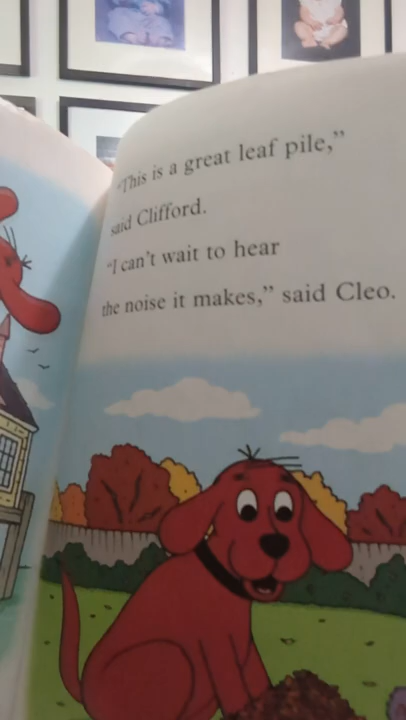 “This is a great leaf pile,”
said Clifford.
“I can’t wait to hear
the noise it makes,” said Cleo.